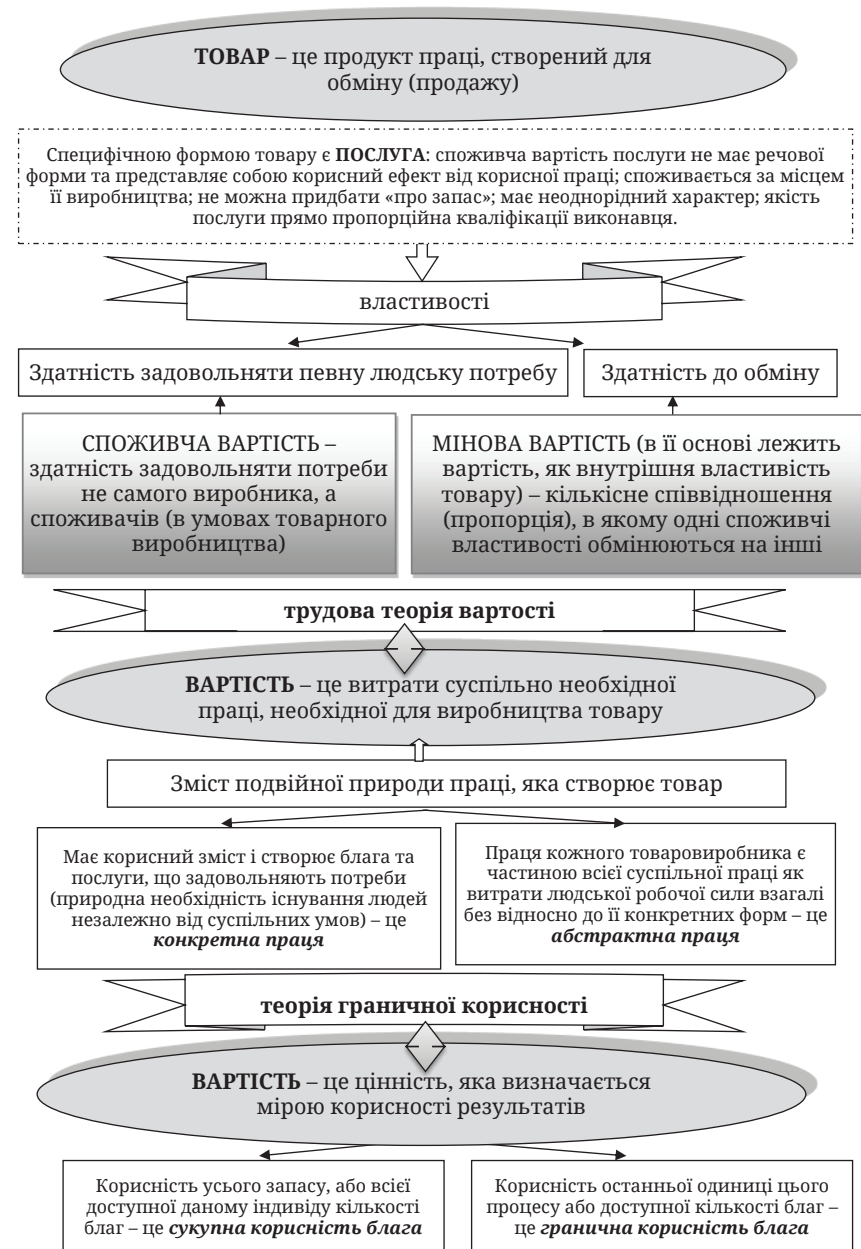 ТОВАР – це продукт праці, створений для
обміну (продажу)
Специфічною формою товару є ПОСЛУГА: споживча вартість послуги не має речової
форми та представляє собою корисний ефект від корисної праці; споживається за місцем
її виробництва; не можна придбати «про запас»; має неоднорідний характер; якість
послуги прямо пропорційна кваліфікації виконавця.
властивості
Здатність задовольняти певну людську потребу
Здатність до обміну
СПОЖИВЧА ВАРТІСТЬ –
здатність задовольняти потреби
не самого виробника, а
споживачів (в умовах товарного
виробництва)
МІНОВА ВАРТІСТЬ (в її основі лежить
вартість, як внутрішня властивість
товару) – кількісне співвідношення
(пропорція), в якому одні споживчі
властивості обмінюються на інші
трудова теорія вартості
ВАРТІСТЬ – це витрати суспільно необхідної
праці, необхідної для виробництва товару
Зміст подвійної природи праці, яка створює товар
Має корисний зміст і створює блага та
послуги, що задовольняють потреби
(природна необхідність існування людей
незалежно від суспільних умов) – це
конкретна праця
Праця кожного товаровиробника є
частиною всієї суспільної праці як
витрати людської робочої сили взагалі
без відносно до її конкретних форм – це
абстрактна праця
теорія граничної корисності
ВАРТІСТЬ – це цінність, яка визначається
мірою корисності результатів
Корисність усього запасу, або всієї
доступної даному індивіду кількості
благ – це сукупна корисність блага
Корисність останньої одиниці цього
процесу або доступної кількості благ –
це гранична корисність блага